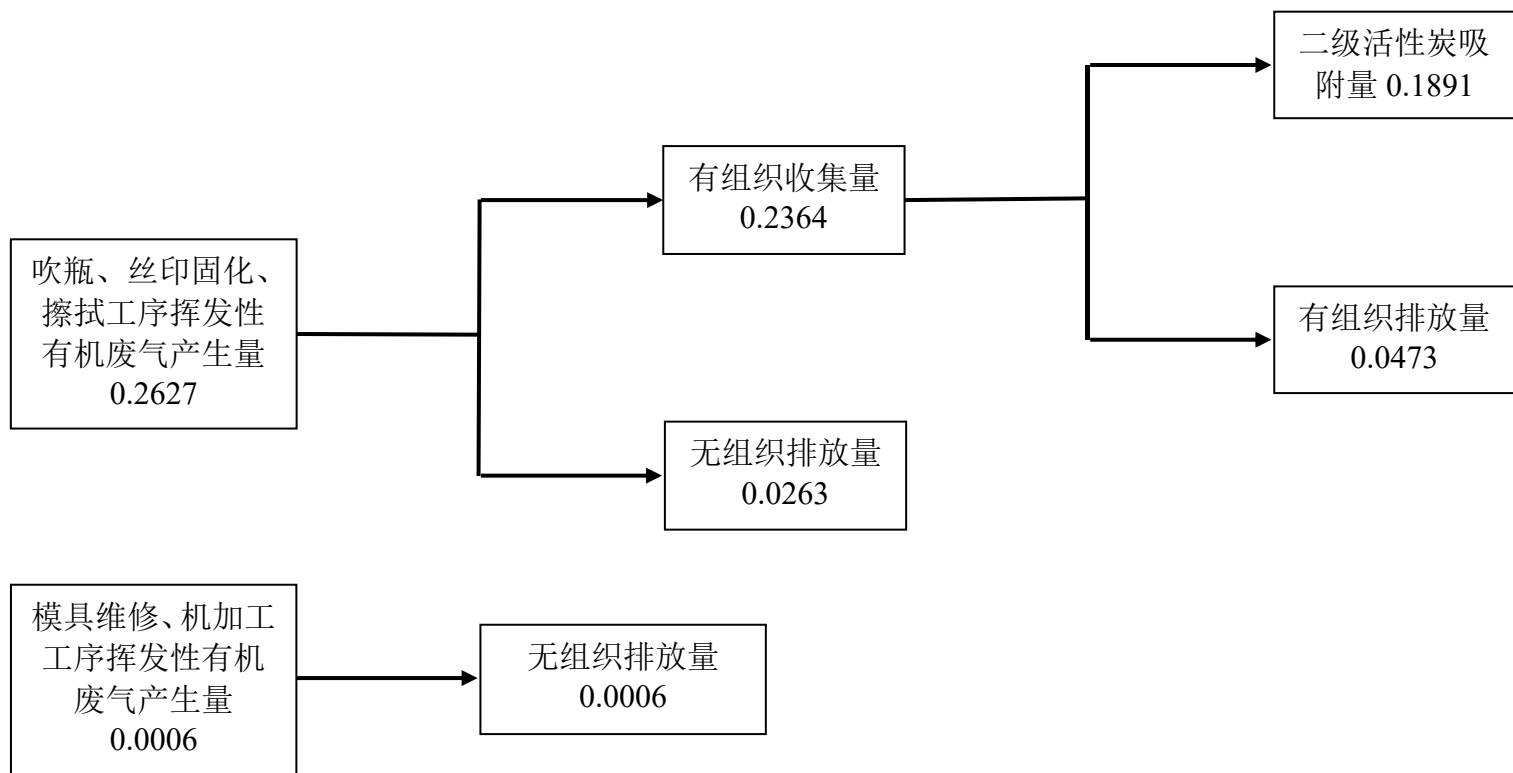 二级活性炭吸
附量 0.1891
有组织收集量
0.2364
吹瓶、丝印固化、
擦拭工序挥发性
有机废气产生量
0.2627
有组织排放量
0.0473
无组织排放量
0.0263
模具维修、机加工
工序挥发性有机
废气产生量
0.0006
无组织排放量
0.0006